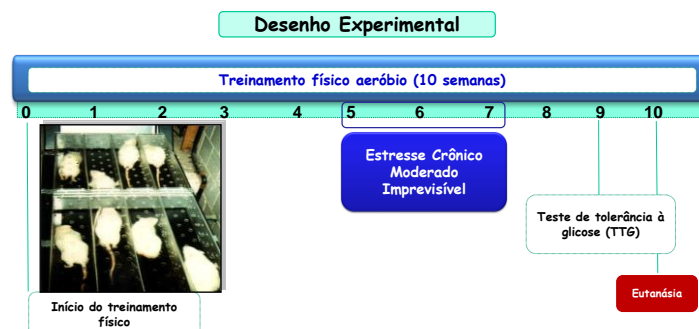 Desenho Experimental
Treinamento físico aeróbio (10 semanas)
0 1 2 3 4 5 6 7 8 9 10
Estresse Crônico
Moderado
Imprevisível
Teste de tolerância à
glicose (TTG)
Eutanásia
Início do treinamento
físico